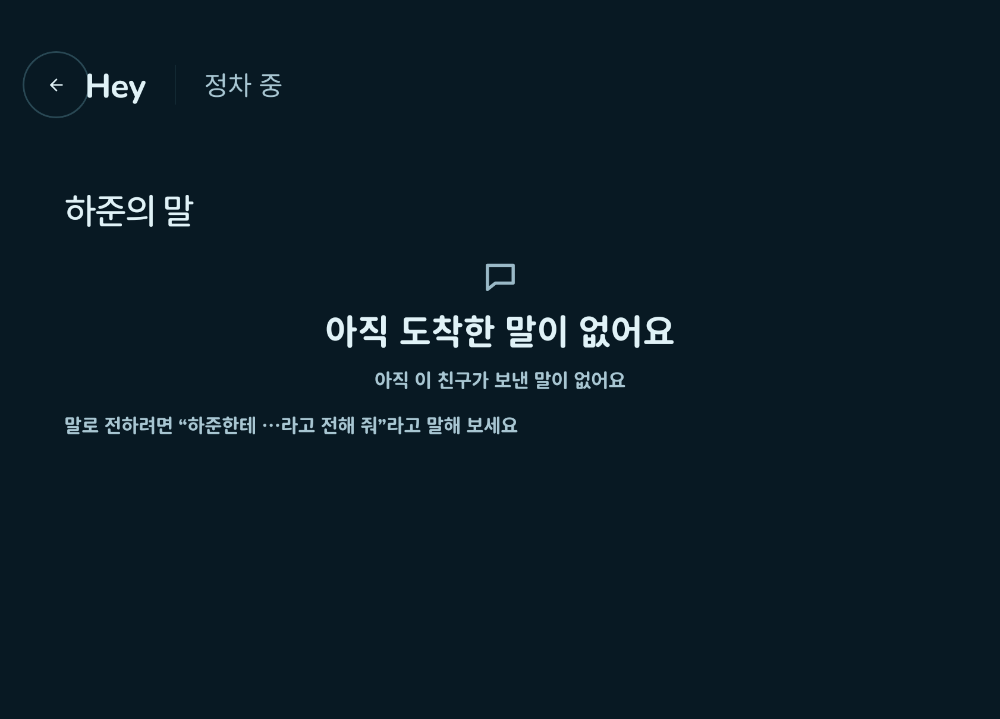 Hey
정차 중
하준의 말
아직 도착한 말이 없어요
아직 이 친구가 보낸 말이 없어요
말로 전하려면 “하준한테 …라고 전해 줘”라고 말해 보세요